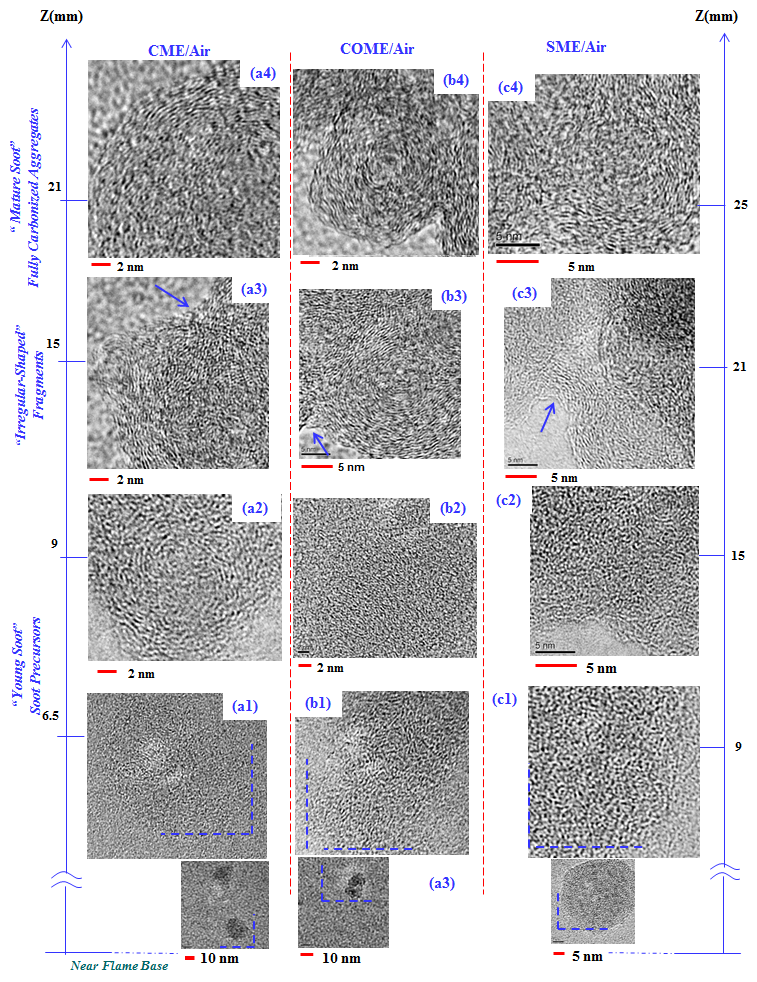 Z(mm)
Z(mm)
CME/Air
COME/Air
SME/Air
(a4)
(b4)
(c4)
“ Mature Soot”
Fully Carbonized Aggregates
21
25
5 nm
2 nm
2 nm
5 nm
(a3)
(b3)
(c3)
“Irregular-Shaped”
Fragments
15
21
5 nm
5 nm
2 nm
5 nm
5 nm
(a2)
(b2)
(c2)
9
15
5 nm
2 nm
2 nm
5 nm
“Young Soot”
Soot Precursors
6.5
(a1)
(b1)
(c1)
9
(a3)
10 nm
10 nm
5 nm
Near Flame Base